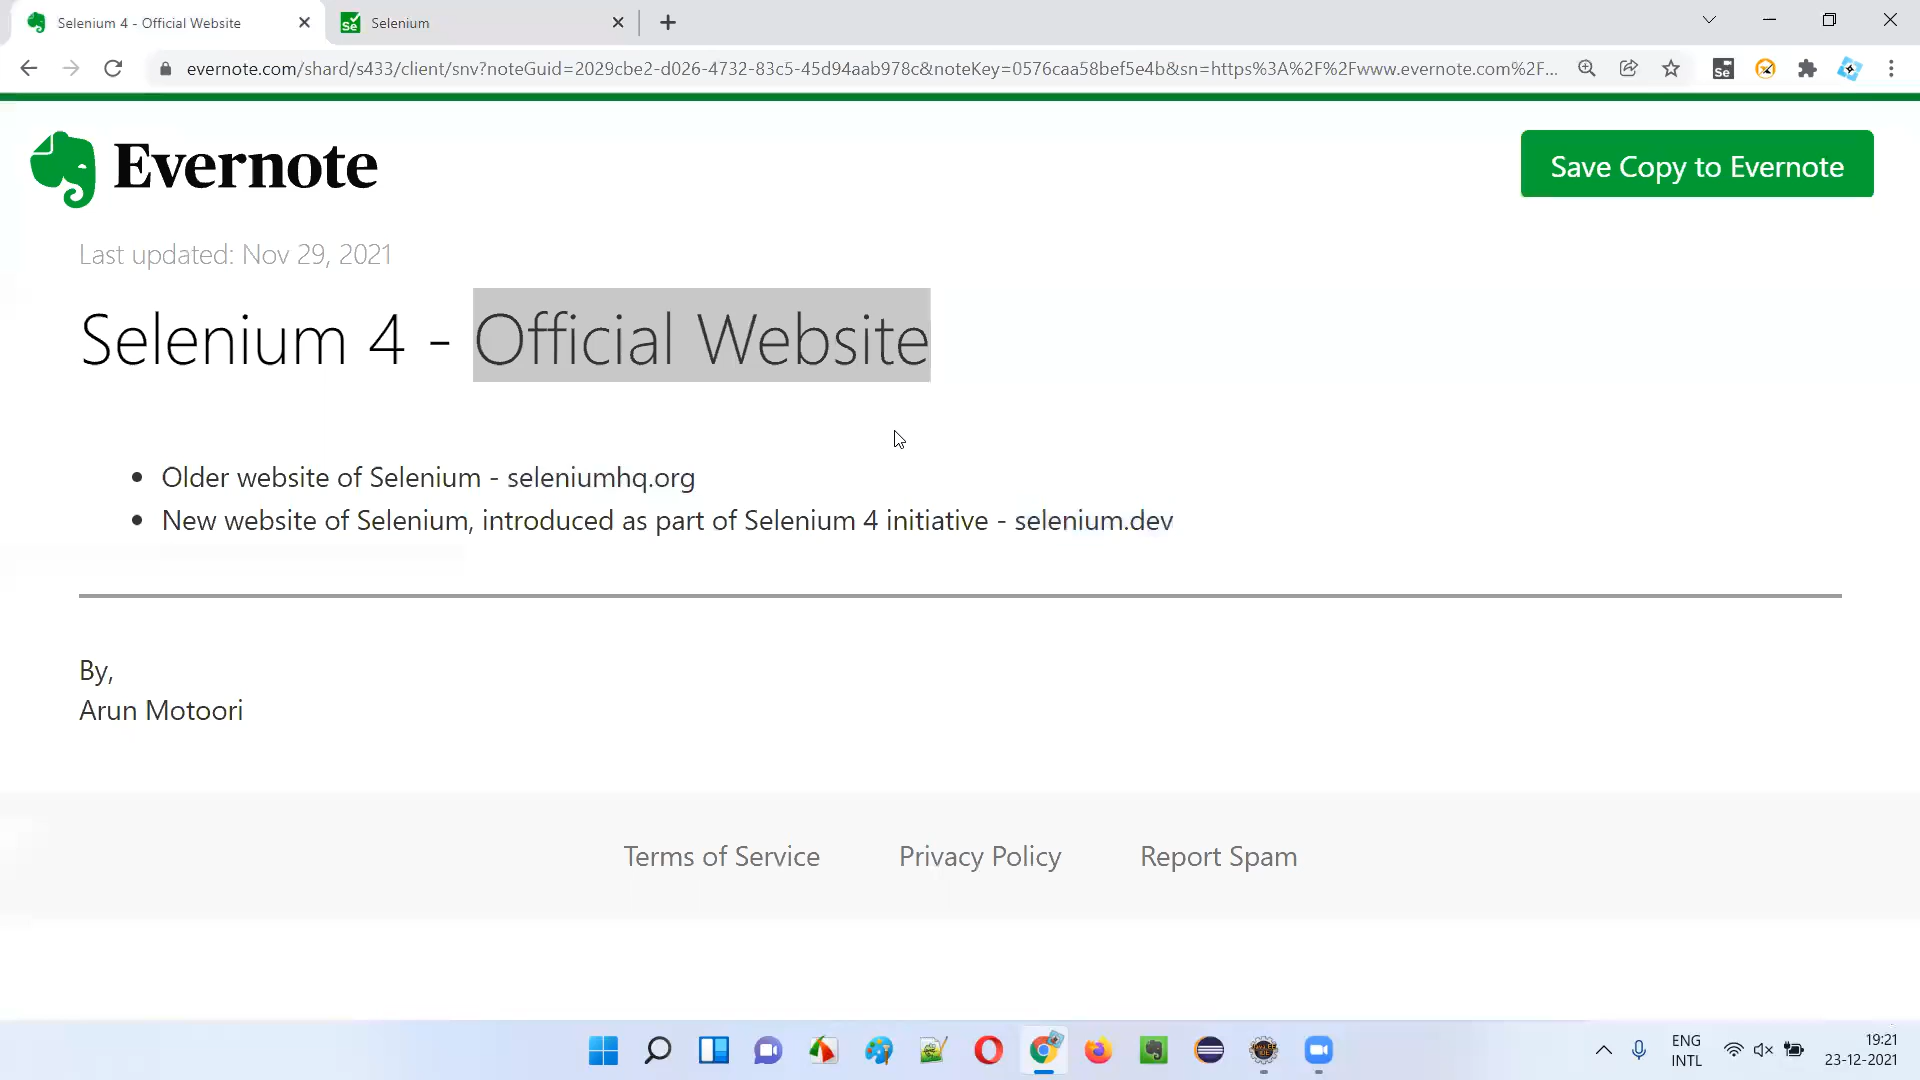 Selenium 4 - Official Website
Selenium
evernote.com/shard/s433/client/snv?noteGuid=2029cbe2-d026-4732-83c5-45d94aab978c&noteKey=0576caa58bef5e4b&sn=https%3A%2F%2Fwww.evernote.com%2F...
Evernote
Save Copy to Evernote
Last updated: Nov 29, 2021
Selenium 4 - Official Website
• Older website of Selenium - seleniumhq.org
• New website of Selenium, introduced as part of Selenium 4 initiative - selenium.dev
By,
Arun Motoori
Terms of Service Privacy Policy Report Spam
ENG
INTL
19:21
23-12-2021